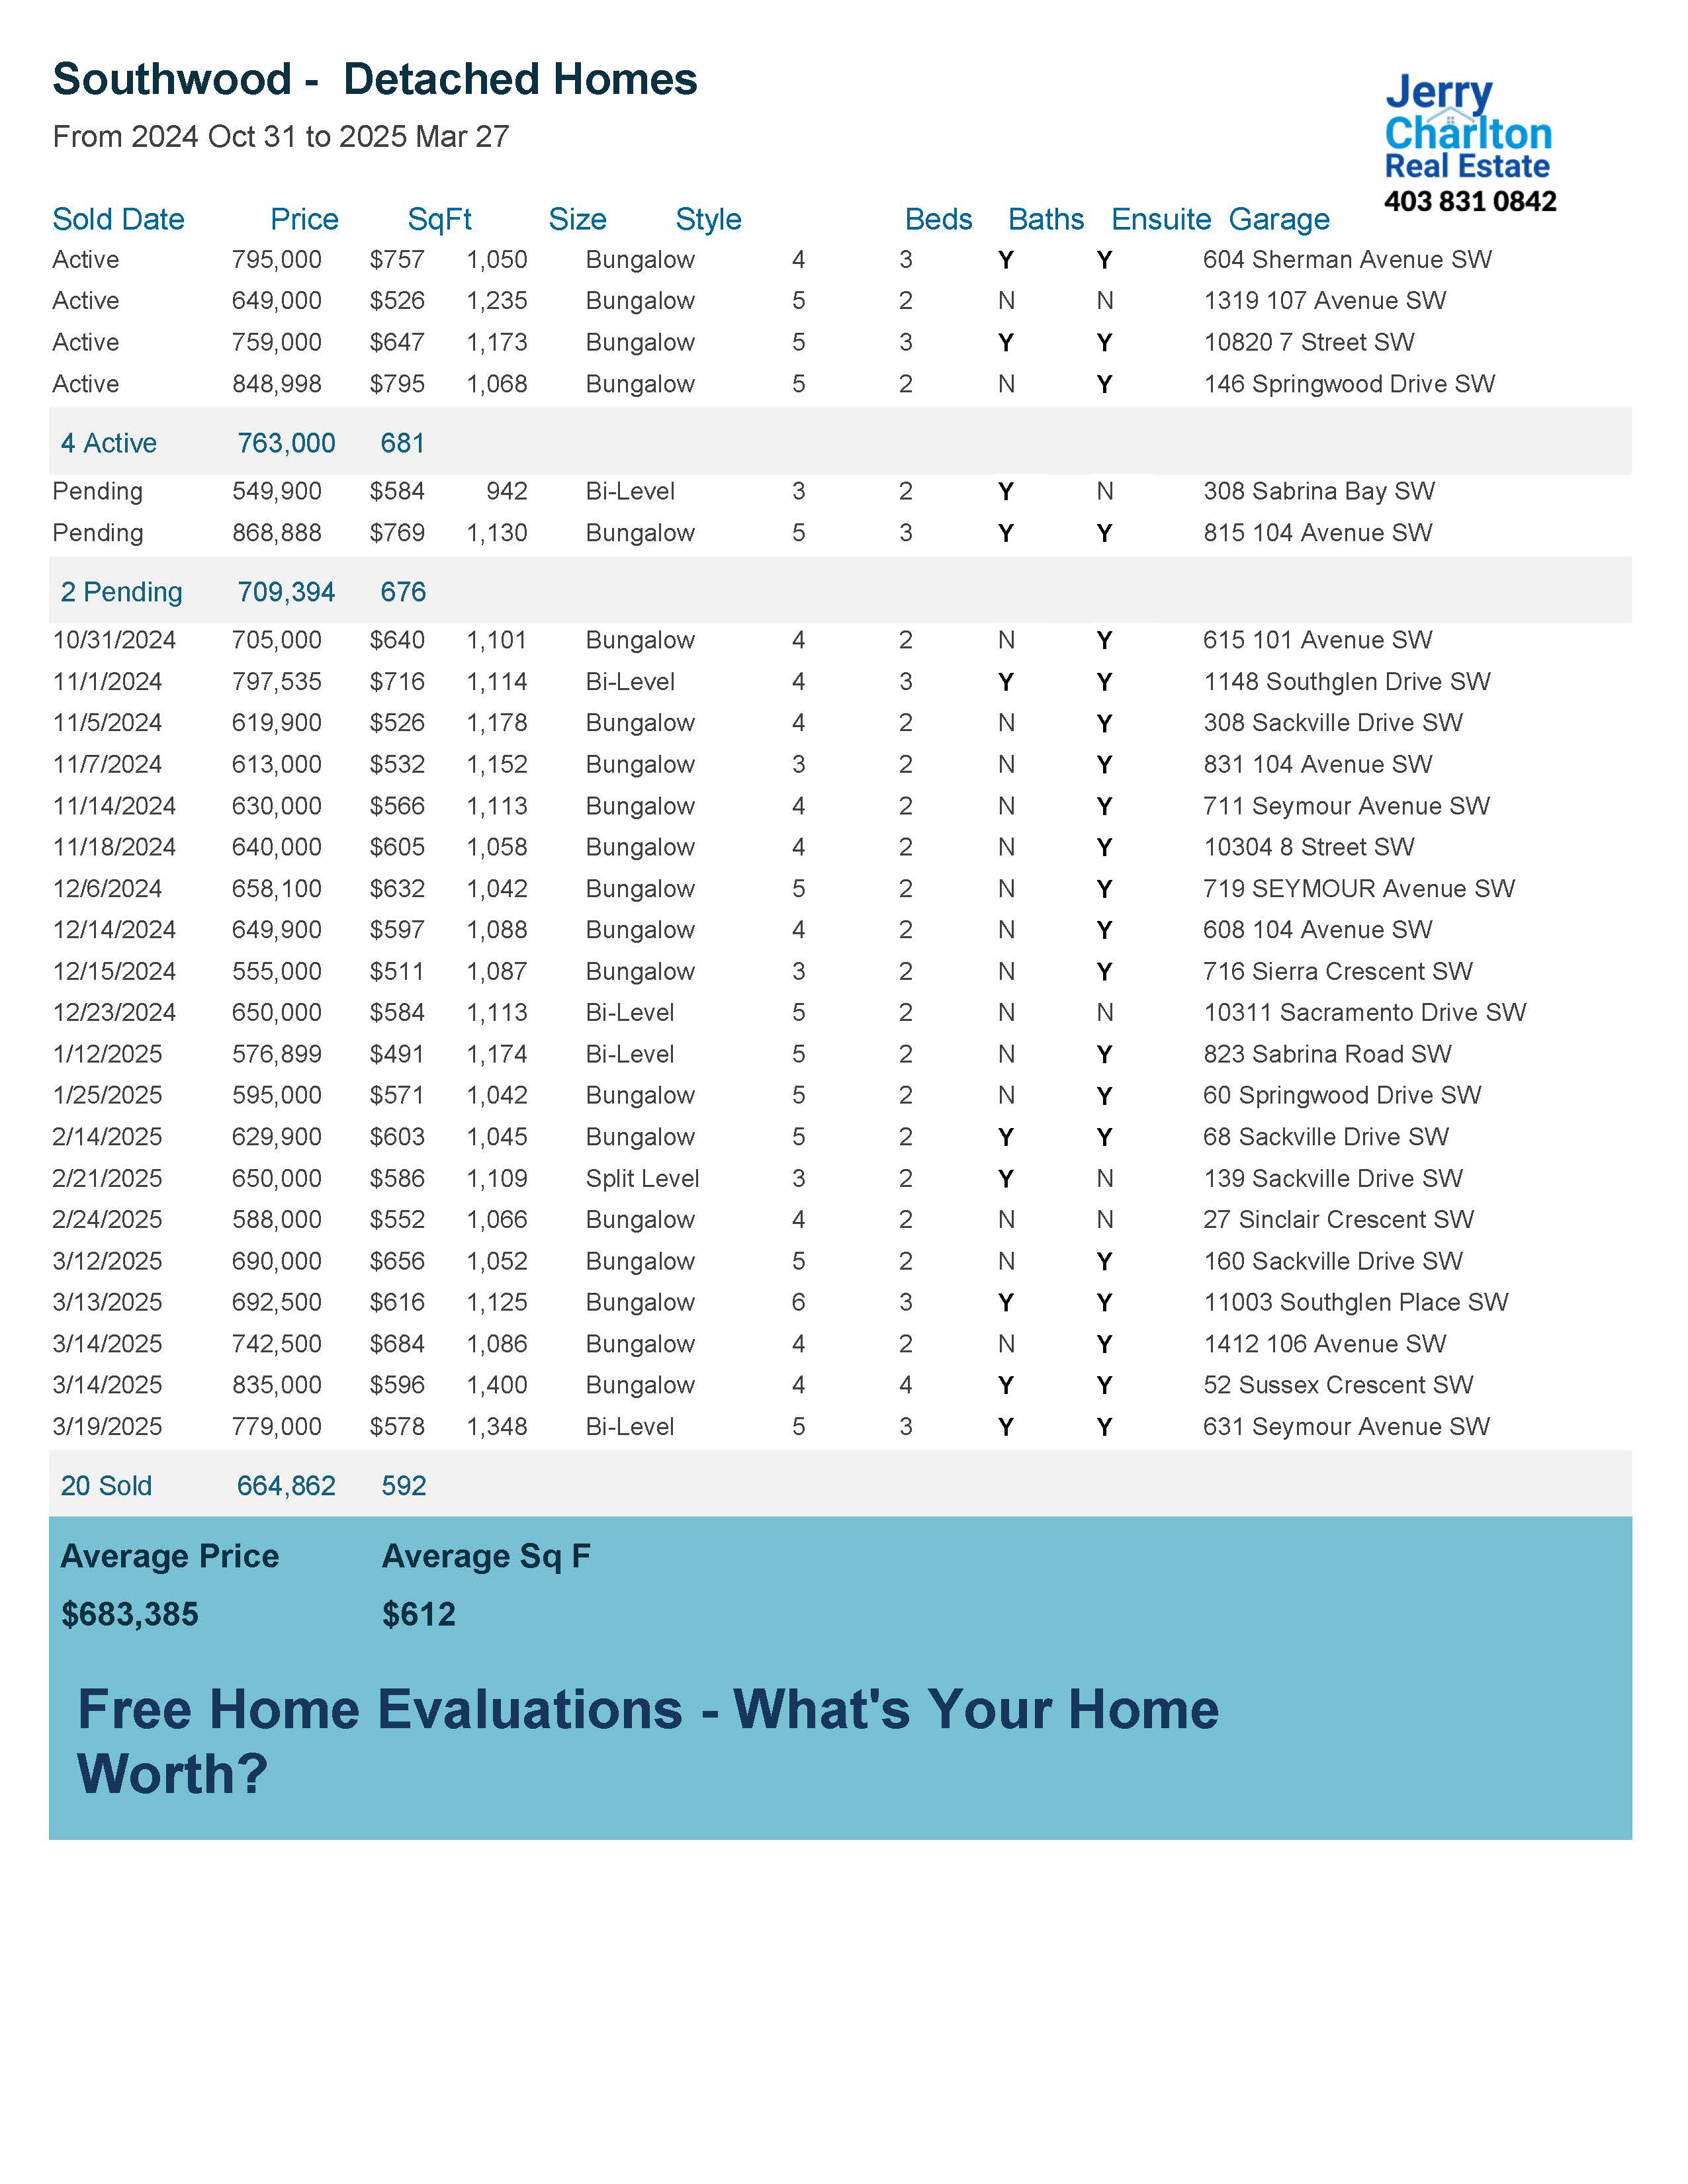 Southwood -  Detached Homes
From 2024 Oct 31 to 2025 Mar 27
Jerry
Charlton
Real Estate
403 831 0842
Sold Date Price SqFt Size Style Beds Baths Ensuite Garage
Active 795,000 $757 1,050 Bungalow 4 3 Y Y 604 Sherman Avenue SW
Active 649,000 $526 1,235 Bungalow 5 2 N N 1319 107 Avenue SW
Active 759,000 $647 1,173 Bungalow 5 3 Y Y 10820 7 Street SW
Active 848,998 $795 1,068 Bungalow 5 2 N Y 146 Springwood Drive SW
4 Active 763,000 681
Pending 549,900 $584 942 Bi-Level 3 2 Y N 308 Sabrina Bay SW
Pending 868,888 $769 1,130 Bungalow 5 3 Y Y 815 104 Avenue SW
2 Pending 709,394 676
10/31/2024 705,000 $640 1,101 Bungalow 4 2 N Y 615 101 Avenue SW
11/1/2024 797,535 $716 1,114 Bi-Level 4 3 Y Y 1148 Southglen Drive SW
11/5/2024 619,900 $526 1,178 Bungalow 4 2 N Y 308 Sackville Drive SW
11/7/2024 613,000 $532 1,152 Bungalow 3 2 N Y 831 104 Avenue SW
11/14/2024 630,000 $566 1,113 Bungalow 4 2 N Y 711 Seymour Avenue SW
11/18/2024 640,000 $605 1,058 Bungalow 4 2 N Y 10304 8 Street SW
12/6/2024 658,100 $632 1,042 Bungalow 5 2 N Y 719 SEYMOUR Avenue SW
12/14/2024 649,900 $597 1,088 Bungalow 4 2 N Y 608 104 Avenue SW
12/15/2024 555,000 $511 1,087 Bungalow 3 2 N Y 716 Sierra Crescent SW
12/23/2024 650,000 $584 1,113 Bi-Level 5 2 N N 10311 Sacramento Drive SW
1/12/2025 576,899 $491 1,174 Bi-Level 5 2 N Y 823 Sabrina Road SW
1/25/2025 595,000 $571 1,042 Bungalow 5 2 N Y 60 Springwood Drive SW
2/14/2025 629,900 $603 1,045 Bungalow 5 2 Y Y 68 Sackville Drive SW
2/21/2025 650,000 $586 1,109 Split Level 3 2 Y N 139 Sackville Drive SW
2/24/2025 588,000 $552 1,066 Bungalow 4 2 N N 27 Sinclair Crescent SW
3/12/2025 690,000 $656 1,052 Bungalow 5 2 N Y 160 Sackville Drive SW
3/13/2025 692,500 $616 1,125 Bungalow 6 3 Y Y 11003 Southglen Place SW
3/14/2025 742,500 $684 1,086 Bungalow 4 2 N Y 1412 106 Avenue SW
3/14/2025 835,000 $596 1,400 Bungalow 4 4 Y Y 52 Sussex Crescent SW
3/19/2025 779,000 $578 1,348 Bi-Level 5 3 Y Y 631 Seymour Avenue SW
20 Sold 664,862 592
Average Price Average Sq F
$683,385 $612
Free Home Evaluations - What's Your Home
Worth?